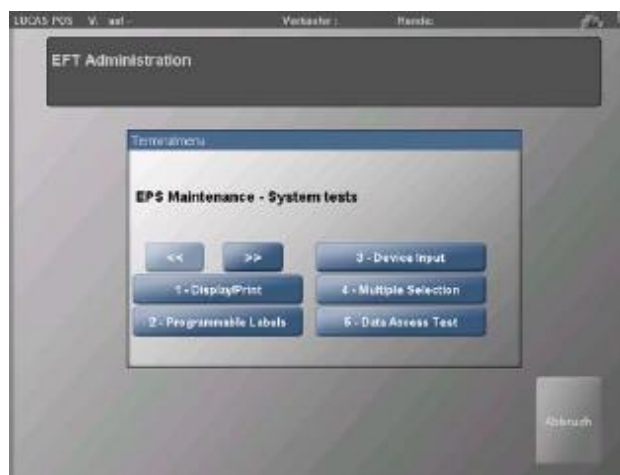 LUCAS POS
EFT Administration
Terminalmenu
EPS Maintenance - System tests
<< >> 3 - Device Input
1 - Display/Print 4 - Multiple Selection
2 - Programmable Labels 5 - Data Access Test
Abbruch